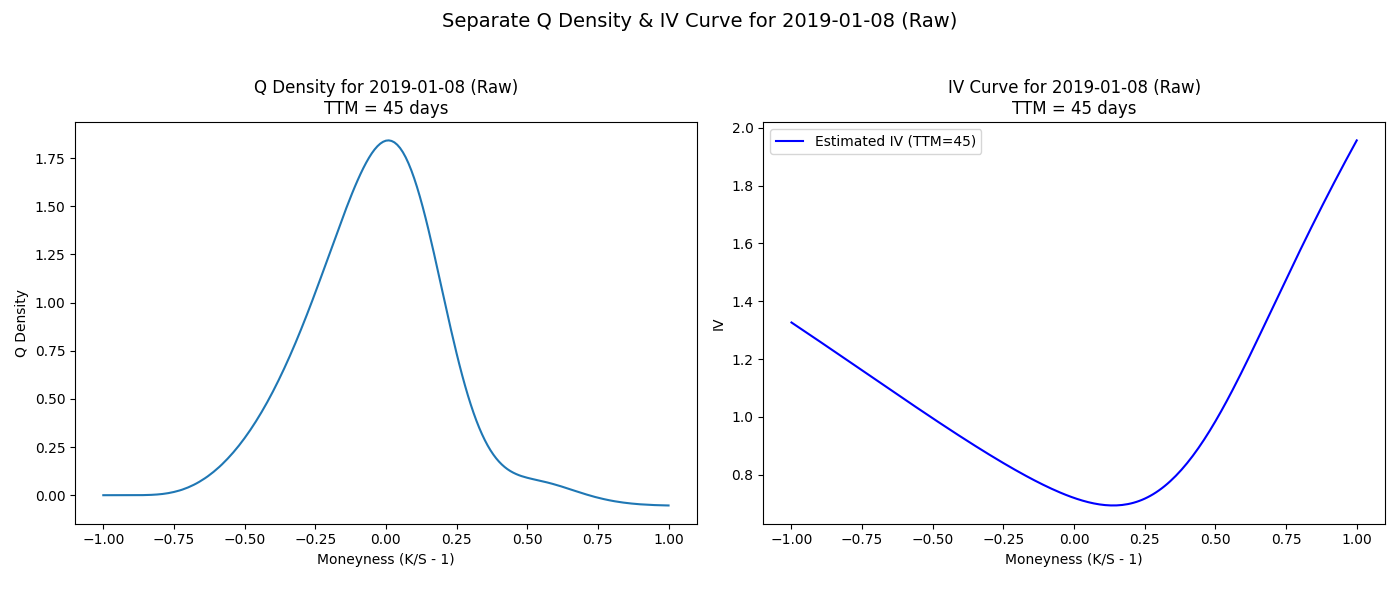 Separate Q Density & IV Curve for 2019-01-08 (Raw)
Q Density for 2019-01-08 (Raw)
TTM = 45 days
Q Density
1.75
1.50
1.25
1.00
0.75
0.50
0.25
0.00
−1.00 −0.75 −0.50 −0.25 0.00 0.25 0.50 0.75 1.00
Moneyness (K/S - 1)
IV Curve for 2019-01-08 (Raw)
TTM = 45 days
Estimated IV (TTM=45)
IV
2.0
1.8
1.6
1.4
1.2
1.0
0.8
−1.00 −0.75 −0.50 −0.25 0.00 0.25 0.50 0.75 1.00
Moneyness (K/S - 1)